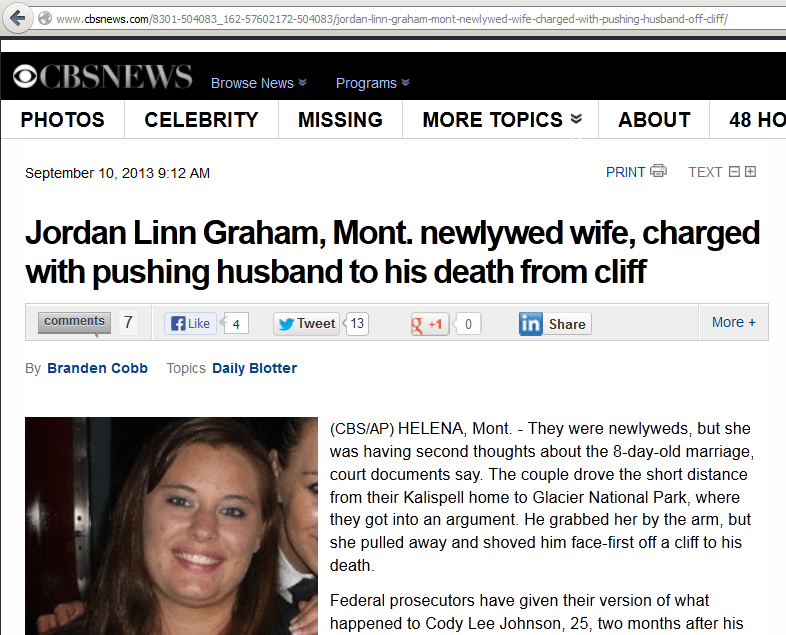 www.cbsnews.com/8301-504083_162-57602172-504083/jordan-linn-graham-mont-newlywed-wife-charged-with-pushing-husband-off-cliff/
CBSNEWS Browse News Programs
PHOTOS CELEBRITY MISSING MORE TOPICS ABOUT 48 HO
September 10, 2013 9:12 AM PRINT TEXT
Jordan Linn Graham, Mont. newlywed wife, charged
with pushing husband to his death from cliff
comments 7 Like 4 Tweet 13 +1 0 in Share More +
By Branden Cobb Topics Daily Blotter
(CBS/AP) HELENA, Mont. - They were newlyweds, but she
was having second thoughts about the 8-day-old marriage,
court documents say. The couple drove the short distance
from their Kalispell home to Glacier National Park, where
they got into an argument. He grabbed her by the arm, but
she pulled away and shoved him face-first off a cliff to his
death.
Federal prosecutors have given their version of what
happened to Cody Lee Johnson, 25, two months after his